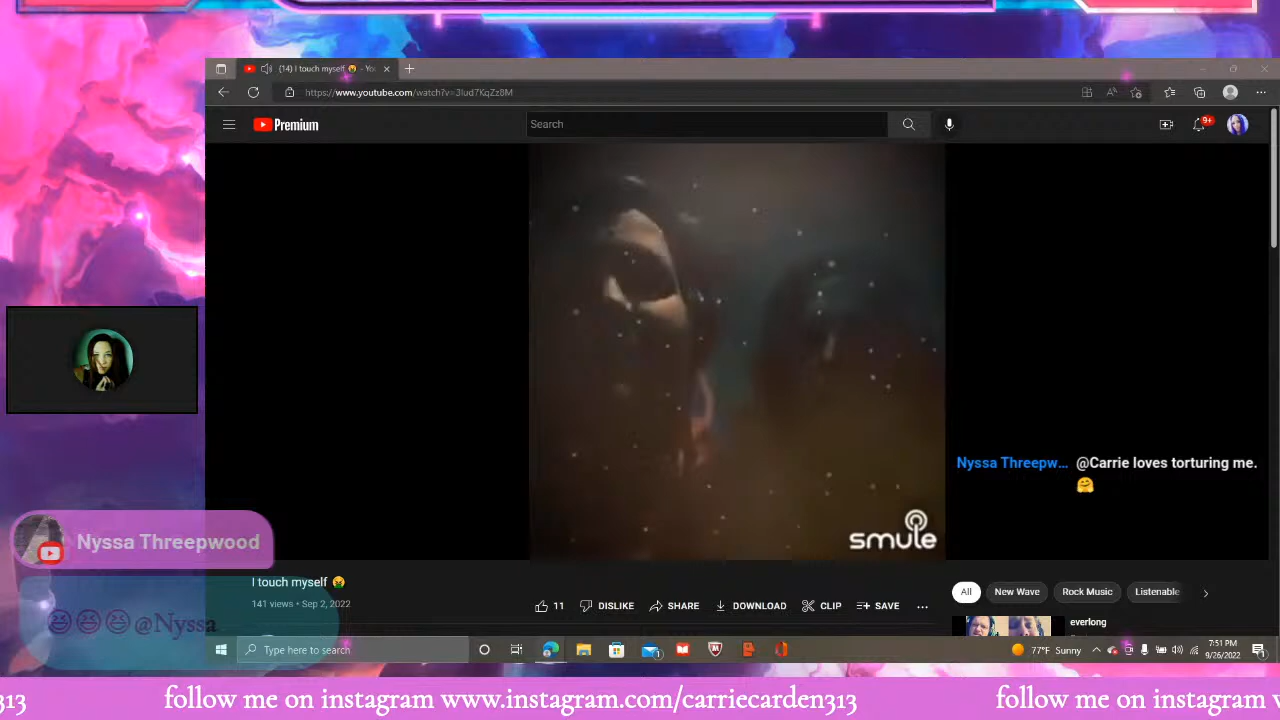 (14) I touch myself 🤮 - Yo
https://www.youtube.com/watch?v=3Iud7KqZz8M
Premium
Search
9+
Nyssa Threepw... @Carrie loves torturing me.
🤗
smule
Nyssa Threepwood
😆😆😆@Nyssa
I touch myself 🤮
141 views • Sep 2, 2022
11 DISLIKE SHARE DOWNLOAD CLIP SAVE ...
All New Wave Rock Music Listenable
everlong
Type here to search
77°F Sunny
7:51 PM
9/26/2022
313 follow me on instagram www.instagram.com/carriecarden313 follow me on instagram w